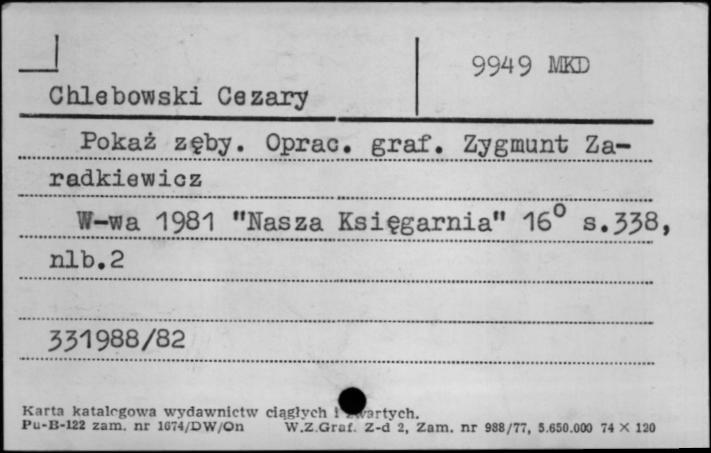 9949 MKD
Chlebowski Cezary
Pokaż zęby. Oprac. graf. Zygmunt Za-
radkiewicz
W-wa 1981 "Nasza Księgarnia" 16° s.338,
nlb.2
331988/82
Karta katalogowa wydawnictw ciągłych i zwartych.
Pu-B-122 zam. nr 1674/DW/On W.Z.Graf. Z-d 2, Zam. nr 988/77, 5.650.000 74 × 120